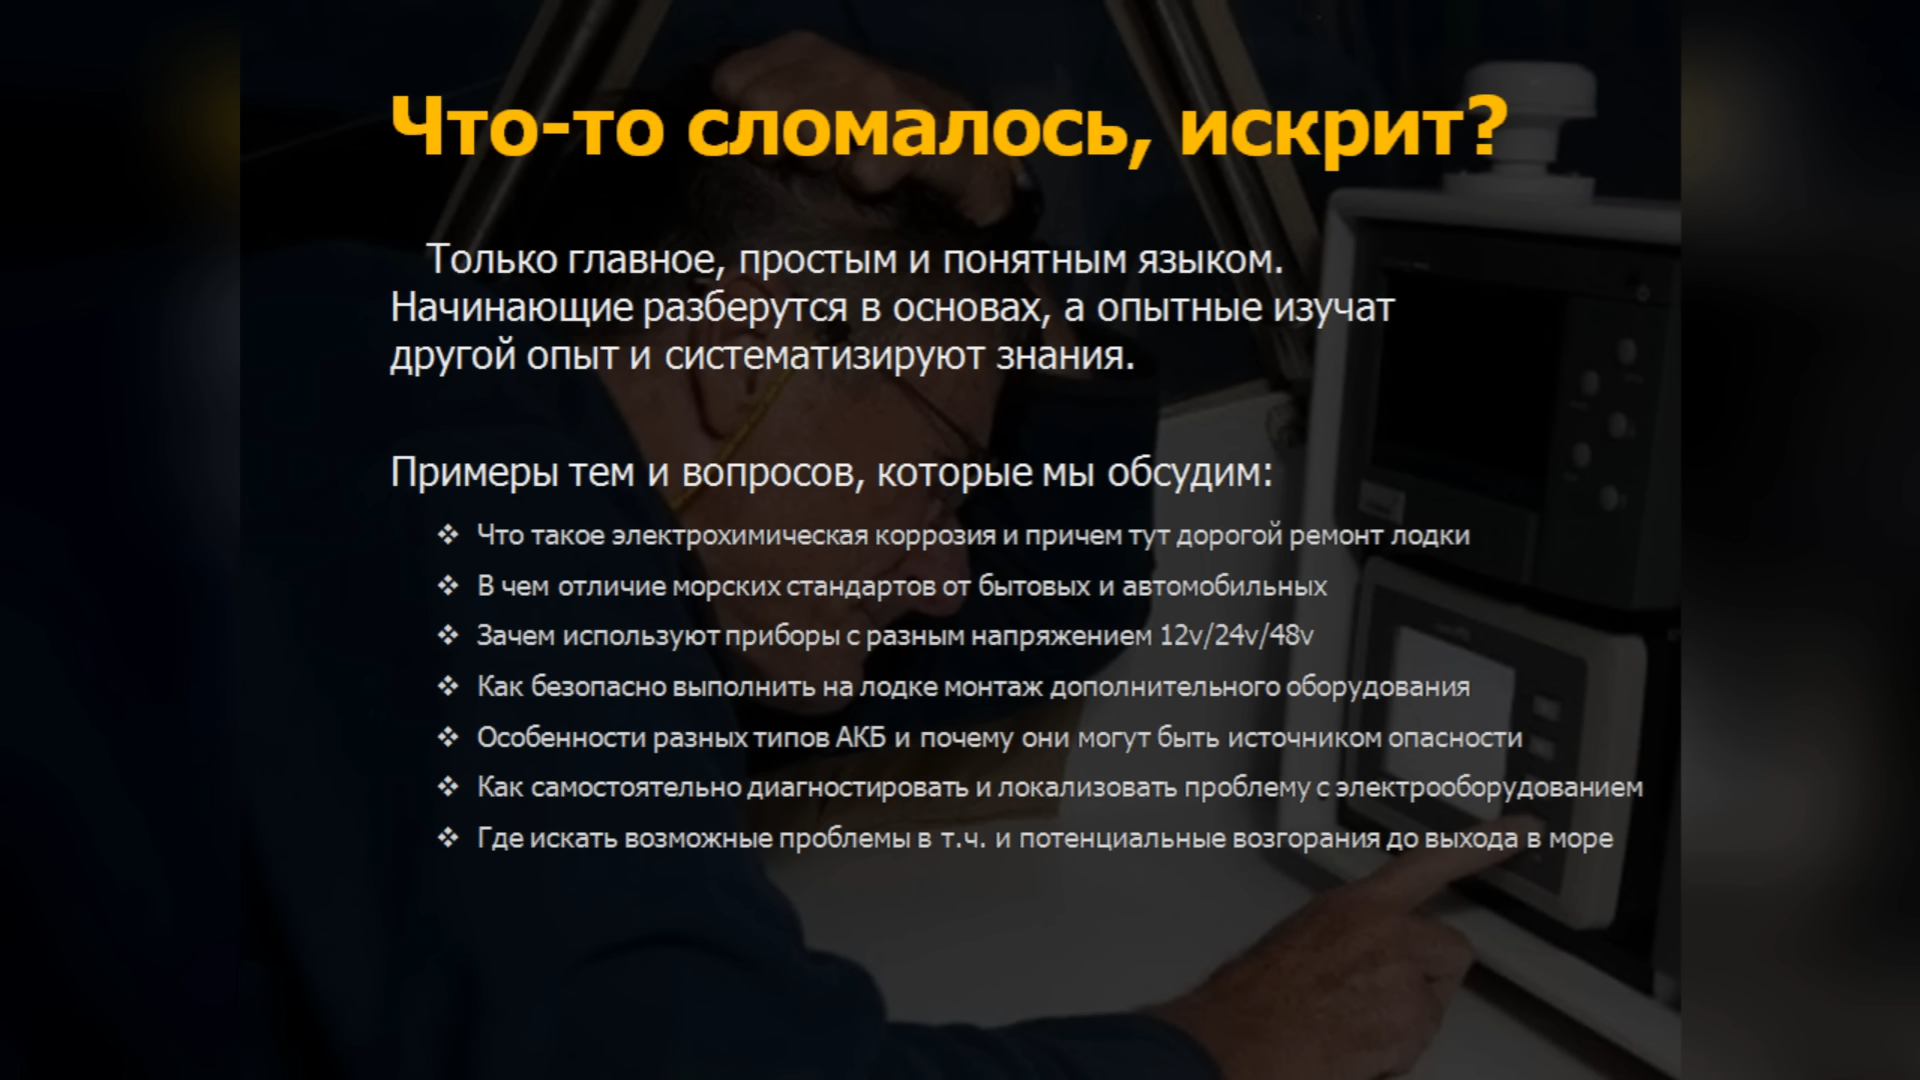 Что-то сломалось, искрит?
Только главное, простым и понятным языком.
Начинающие разберутся в основах, а опытные изучат
другой опыт и систематизируют знания.
Примеры тем и вопросов, которые мы обсудим:
❖ Что такое электрохимическая коррозия и причем тут дорогой ремонт лодки
❖ В чем отличие морских стандартов от бытовых и автомобильных
❖ Зачем используют приборы с разным напряжением 12v/24v/48v
❖ Как безопасно выполнить на лодке монтаж дополнительного оборудования
❖ Особенности разных типов АКБ и почему они могут быть источником опасности
❖ Как самостоятельно диагностировать и локализовать проблему с электрооборудованием
❖ Где искать возможные проблемы в т.ч. и потенциальные возгорания до выхода в море